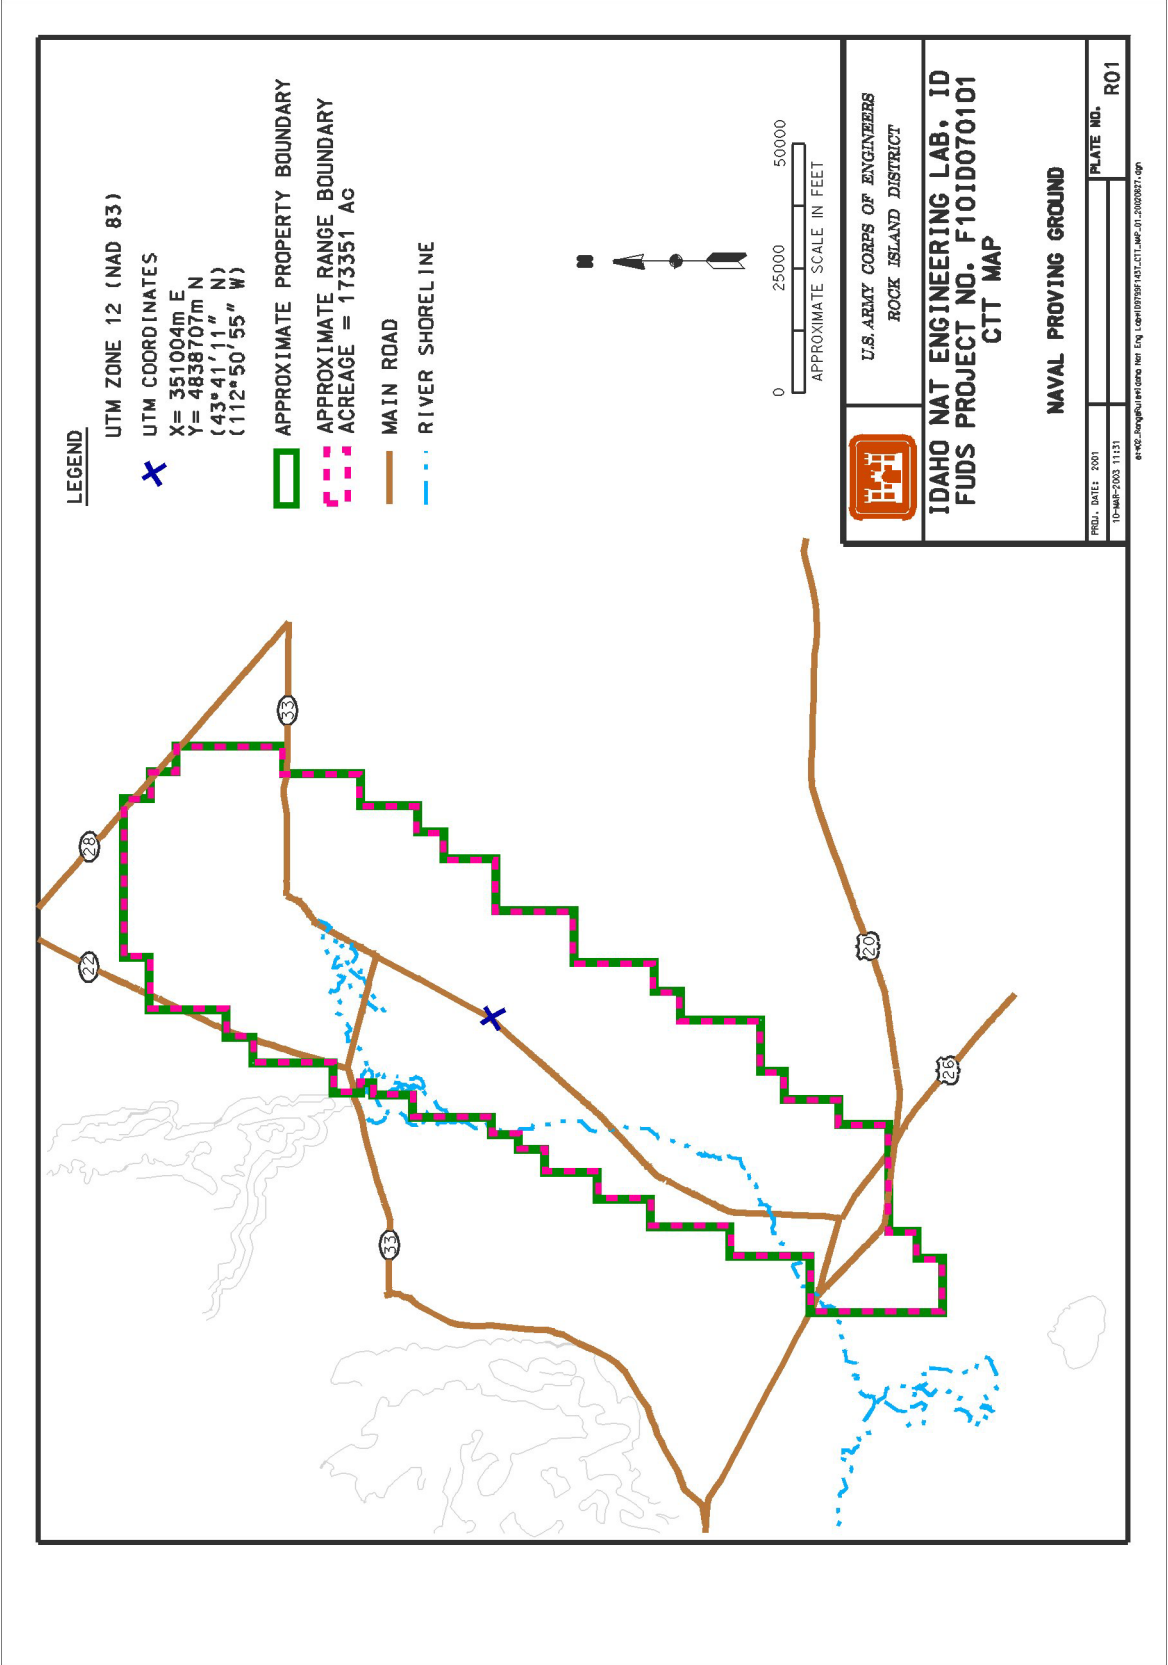 LEGEND
UTM ZONE 12 (NAD 83)
UTM COORDINATES
X= 351004m E
Y= 4838707m N
(43°41'11" N)
(112°50'55" W)
APPROXIMATE PROPERTY BOUNDARY
APPROXIMATE RANGE BOUNDARY
ACREAGE = 173351 Ac
MAIN ROAD
RIVER SHORELINE
N
0 25000 50000
APPROXIMATE SCALE IN FEET
22
28
33
33
20
26
U.S. ARMY CORPS OF ENGINEERS
ROCK ISLAND DISTRICT
IDAHO NAT ENGINEERING LAB, ID
FUDS PROJECT NO. F10ID070101
CTT MAP
NAVAL PROVING GROUND
PROJ. DATE: 2001
10-MAR-2003 11:31
PLATE NO.
R01